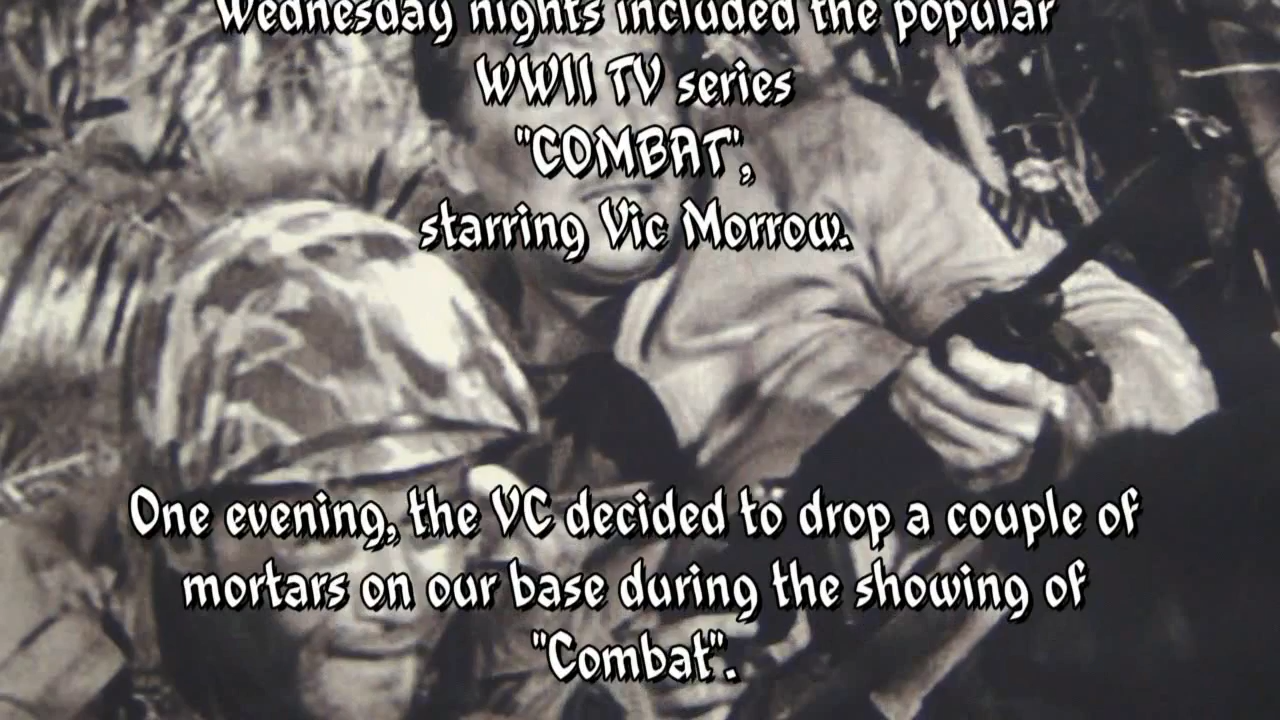 Wednesday nights included the popular
WWII TV series
"COMBAT",
starring Vic Morrow.
One evening, the VC decided to drop a couple of
mortars on our base during the showing of
"Combat".